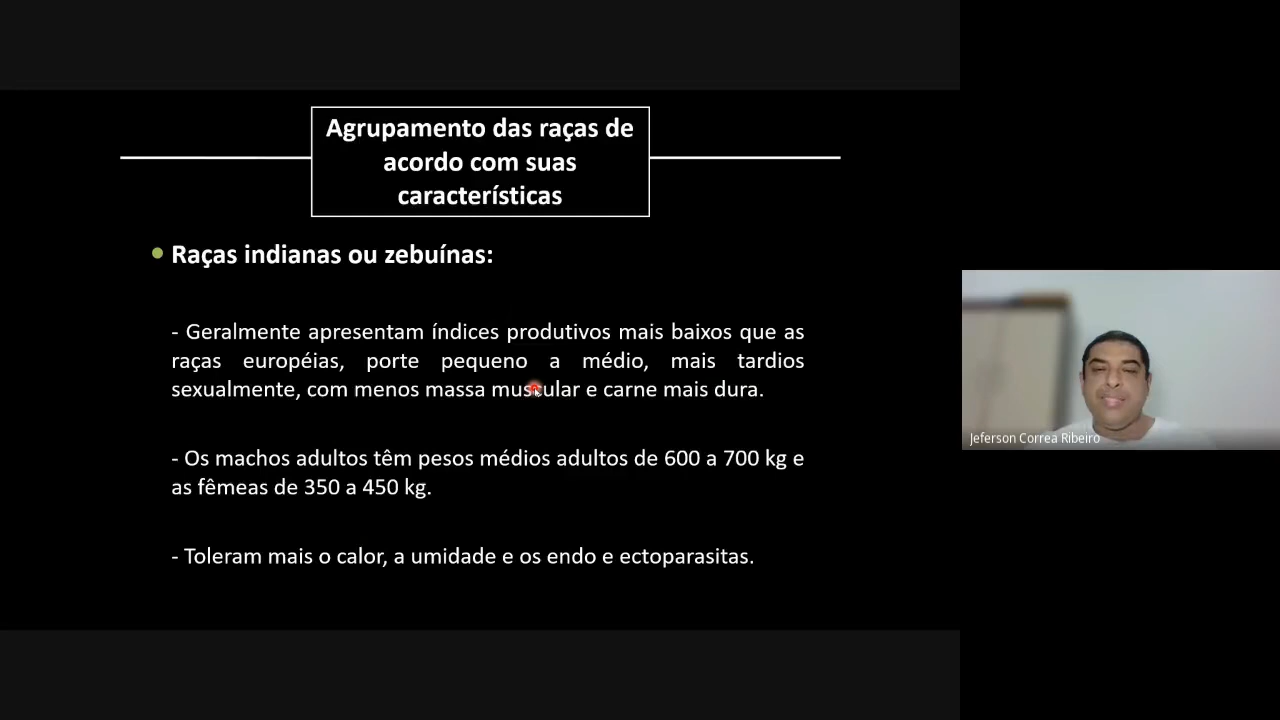 Agrupamento das raças de
acordo com suas
características
Raças indianas ou zebuínas:
- Geralmente apresentam índices produtivos mais baixos que as
raças européias, porte pequeno a médio, mais tardios
sexualmente, com menos massa muscular e carne mais dura.
- Os machos adultos têm pesos médios adultos de 600 a 700 kg e
as fêmeas de 350 a 450 kg.
- Toleram mais o calor, a umidade e os endo e ectoparasitas.
Jeferson Correa Ribeiro